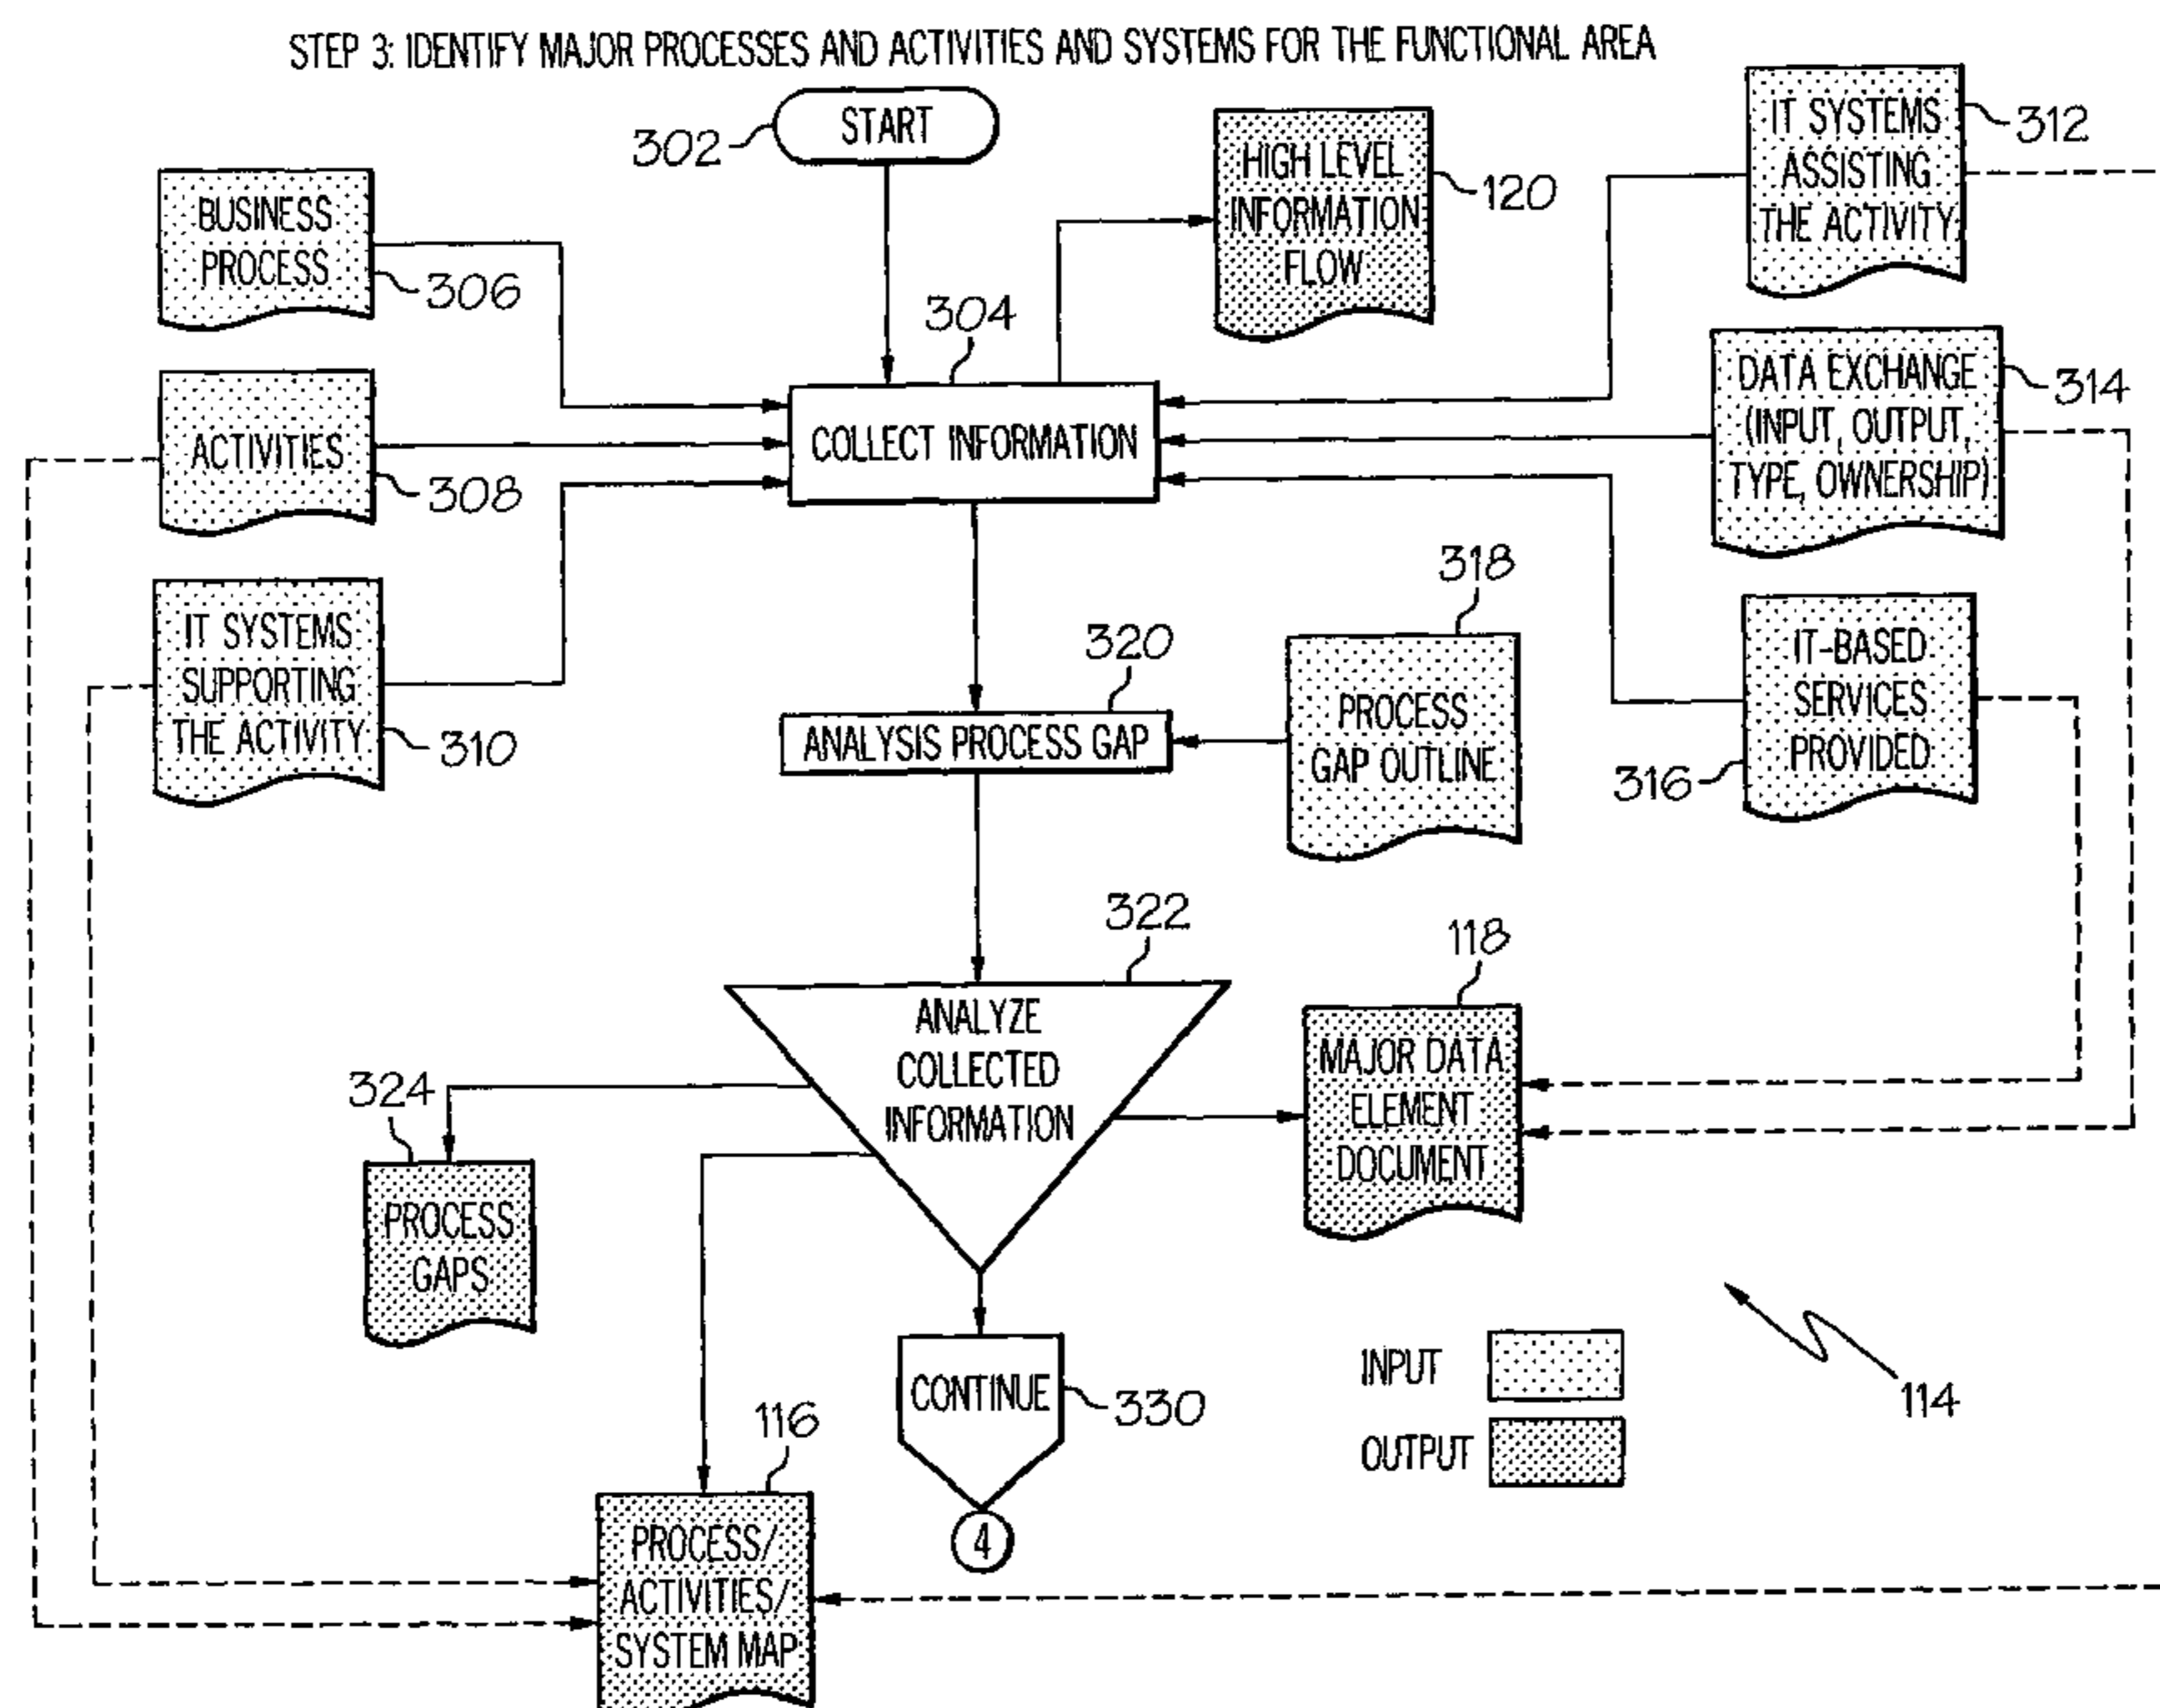 STEP 3: IDENTIFY MAJOR PROCESSES AND ACTIVITIES AND SYSTEMS FOR THE FUNCTIONAL AREA
302
START
BUSINESS
PROCESS
306
HIGH LEVEL
INFORMATION
FLOW
120
IT SYSTEMS
ASSISTING
THE ACTIVITY
312
304
COLLECT INFORMATION
ACTIVITIES
308
DATA EXCHANGE
(INPUT, OUTPUT,
TYPE, OWNERSHIP)
314
IT SYSTEMS
SUPPORTING
THE ACTIVITY
310
320
ANALYSIS PROCESS GAP
318
PROCESS
GAP OUTLINE
IT-BASED
SERVICES
PROVIDED
316
322
ANALYZE
COLLECTED
INFORMATION
118
MAJOR DATA
ELEMENT
DOCUMENT
324
PROCESS
GAPS
CONTINUE
330
4
INPUT
OUTPUT
114
116
PROCESS/
ACTIVITIES/
SYSTEM MAP